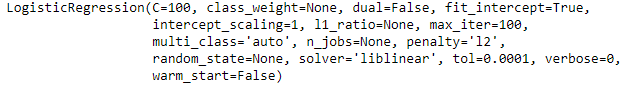 LogisticRegression(C=100, class_weight=None, dual=False, fit_intercept=True,
intercept_scaling=1, l1_ratio=None, max_iter=100,
multi_class='auto', n_jobs=None, penalty='l2',
random_state=None, solver='liblinear', tol=0.0001, verbose=0,
warm_start=False)